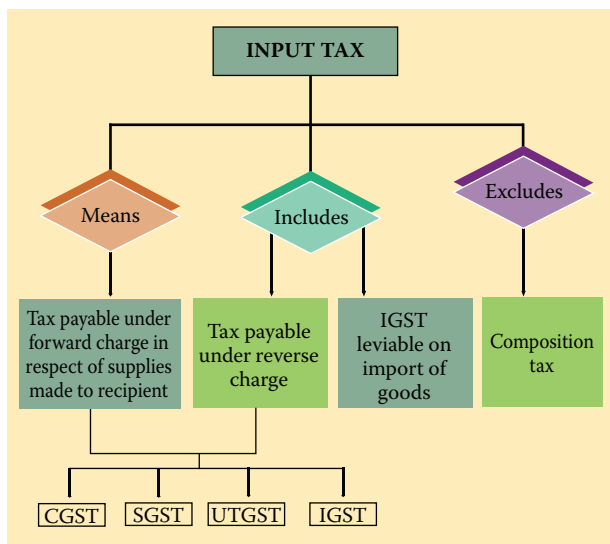 INPUT TAX
Means
Includes
Excludes
Tax payable under
forward charge in
respect of supplies
made to recipient
Tax payable
under reverse
charge
IGST
leviable on
import of
goods
Composition
tax
CGST
SGST
UTGST
IGST